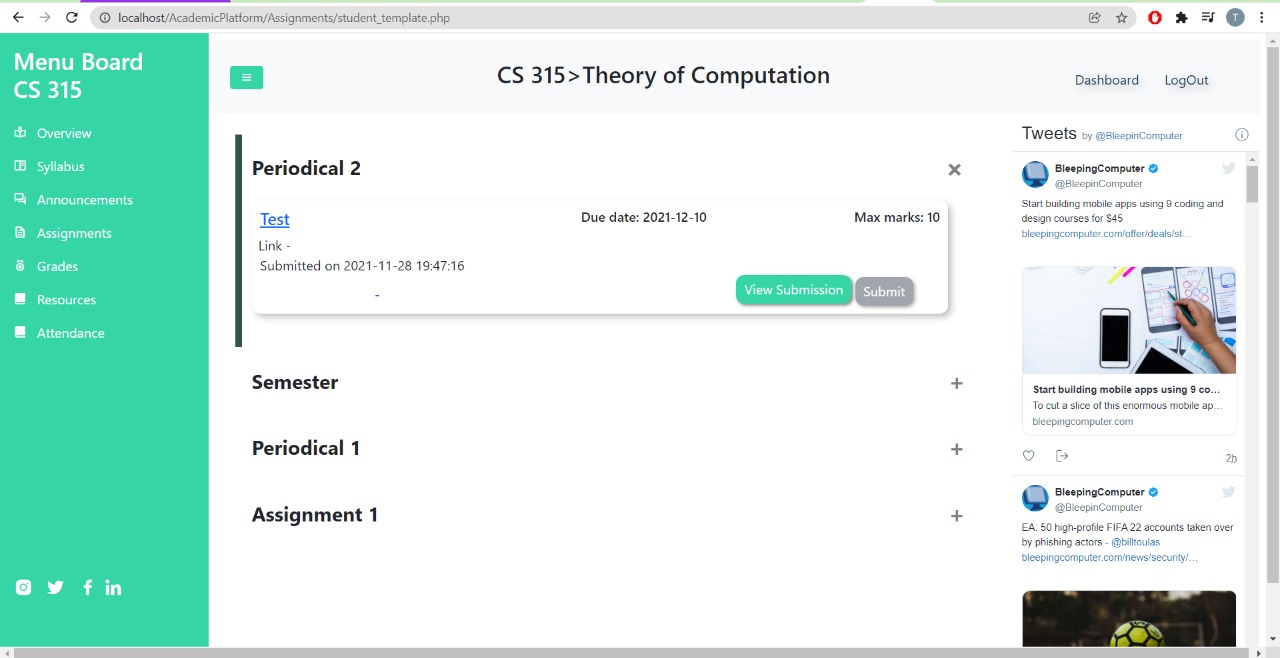 localhost/AcademicPlatform/Assignments/student_template.php
T
Menu Board
CS 315
Overview
Syllabus
Announcements
Assignments
Grades
Resources
Attendance
CS 315>Theory of Computation
Dashboard
LogOut
Periodical 2
Test
Due date: 2021-12-10
Max marks: 10
Link -
Submitted on 2021-11-28 19:47:16
-
View Submission
Submit
Semester
+
Periodical 1
+
Assignment 1
+
Tweets by @BleepinComputer
BleepingComputer
@BleepinComputer
Start building mobile apps using 9 coding and
design courses for $45
bleepingcomputer.com/offer/deals/st…
Start building mobile apps using 9 co…
To cut a slice of this enormous mobile ap…
bleepingcomputer.com
2h
BleepingComputer
@BleepinComputer
EA: 50 high-profile FIFA 22 accounts taken over
by phishing actors - @billtoulas
bleepingcomputer.com/news/security/…